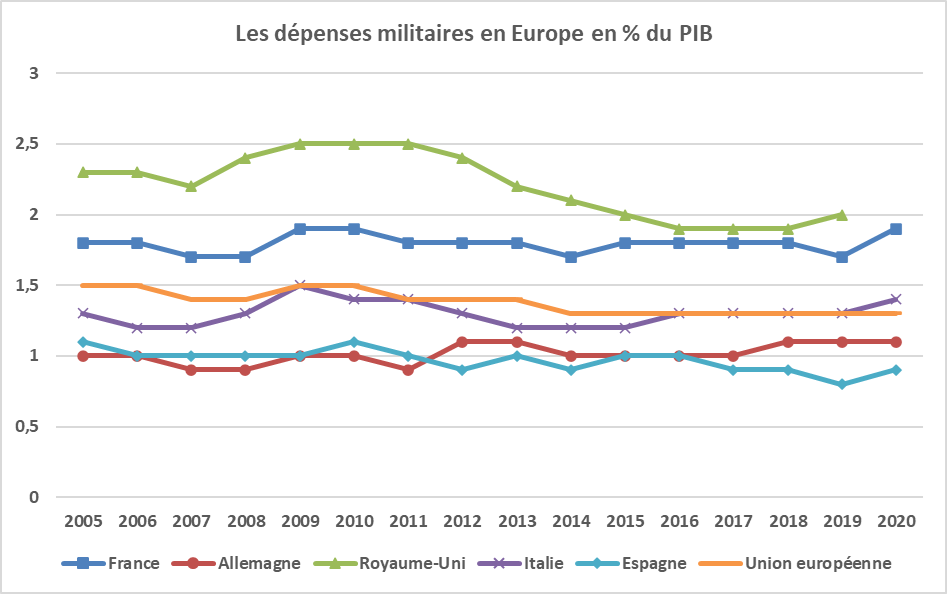 Les dépenses militaires en Europe en % du PIB
3
2,5
2
1,5
1
0,5
0
2005 2006 2007 2008 2009 2010 2011 2012 2013 2014 2015 2016 2017 2018 2019 2020
France Allemagne Royaume-Uni Italie Espagne Union européenne